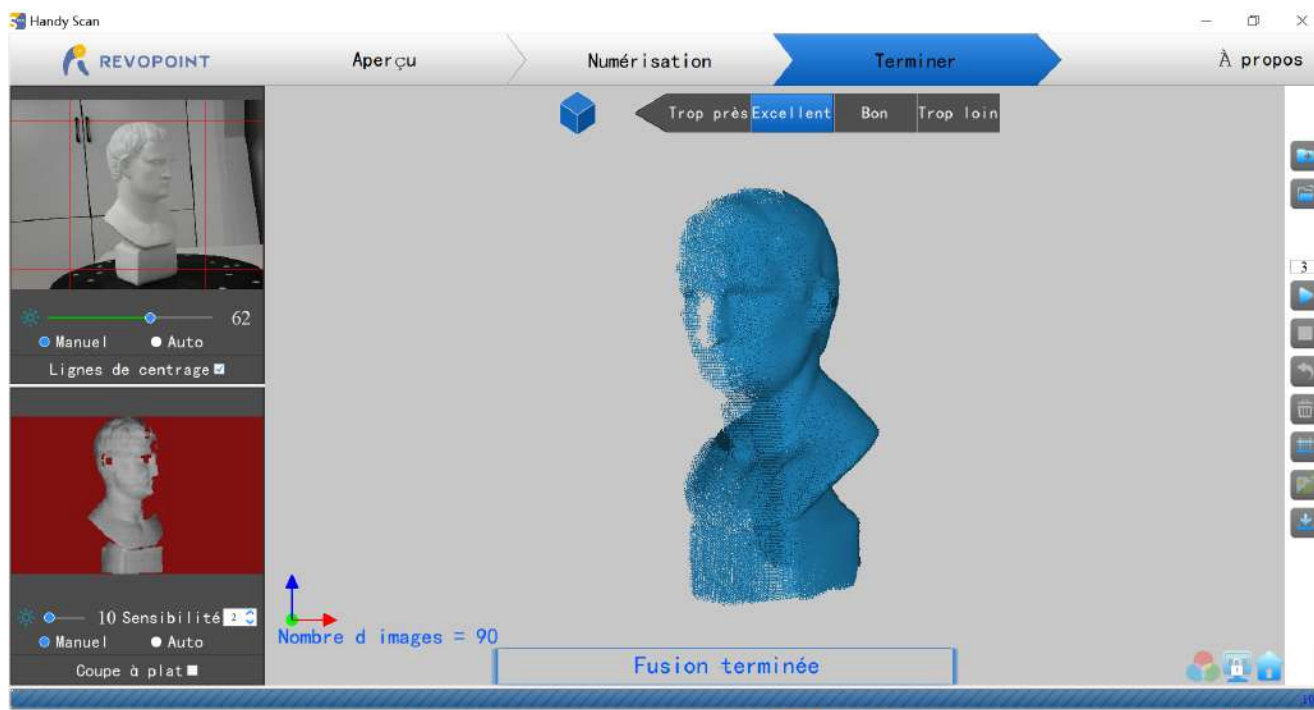 Handy Scan
REVOPOINT
Aperçu
Numérisation
Terminer
À propos
Trop près Excellent Bon Trop loin
3
62
Manuel Auto
Lignes de centrage
10 Sensibilité 2
Manuel Auto
Coupe à plat
Nombre d images = 90
Fusion terminée